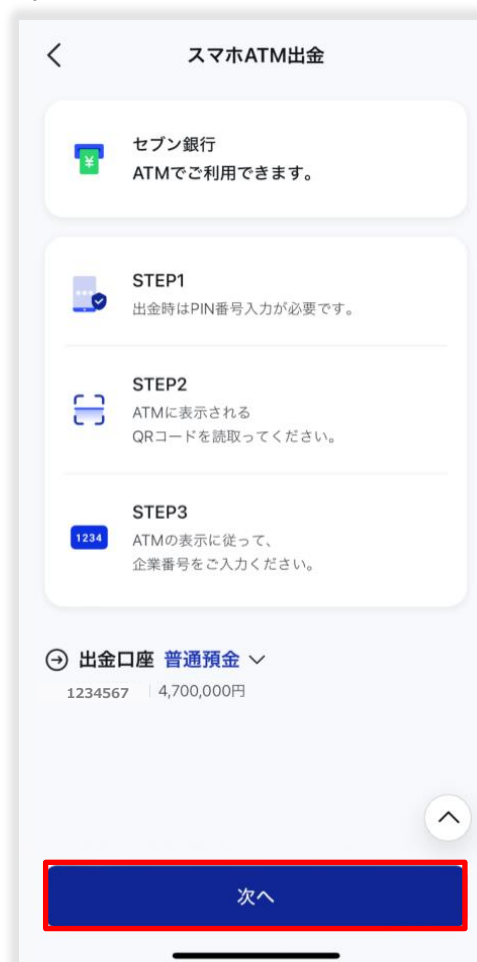 スマホATM出金
¥
セブン銀行
ATMでご利用できます。
STEP1
出金時はPIN番号入力が必要です。
STEP2
ATMに表示される
QRコードを読取ってください。
1234
STEP3
ATMの表示に従って、
企業番号をご入力ください。
出金口座 普通預金
1234567 4,700,000円
次へ